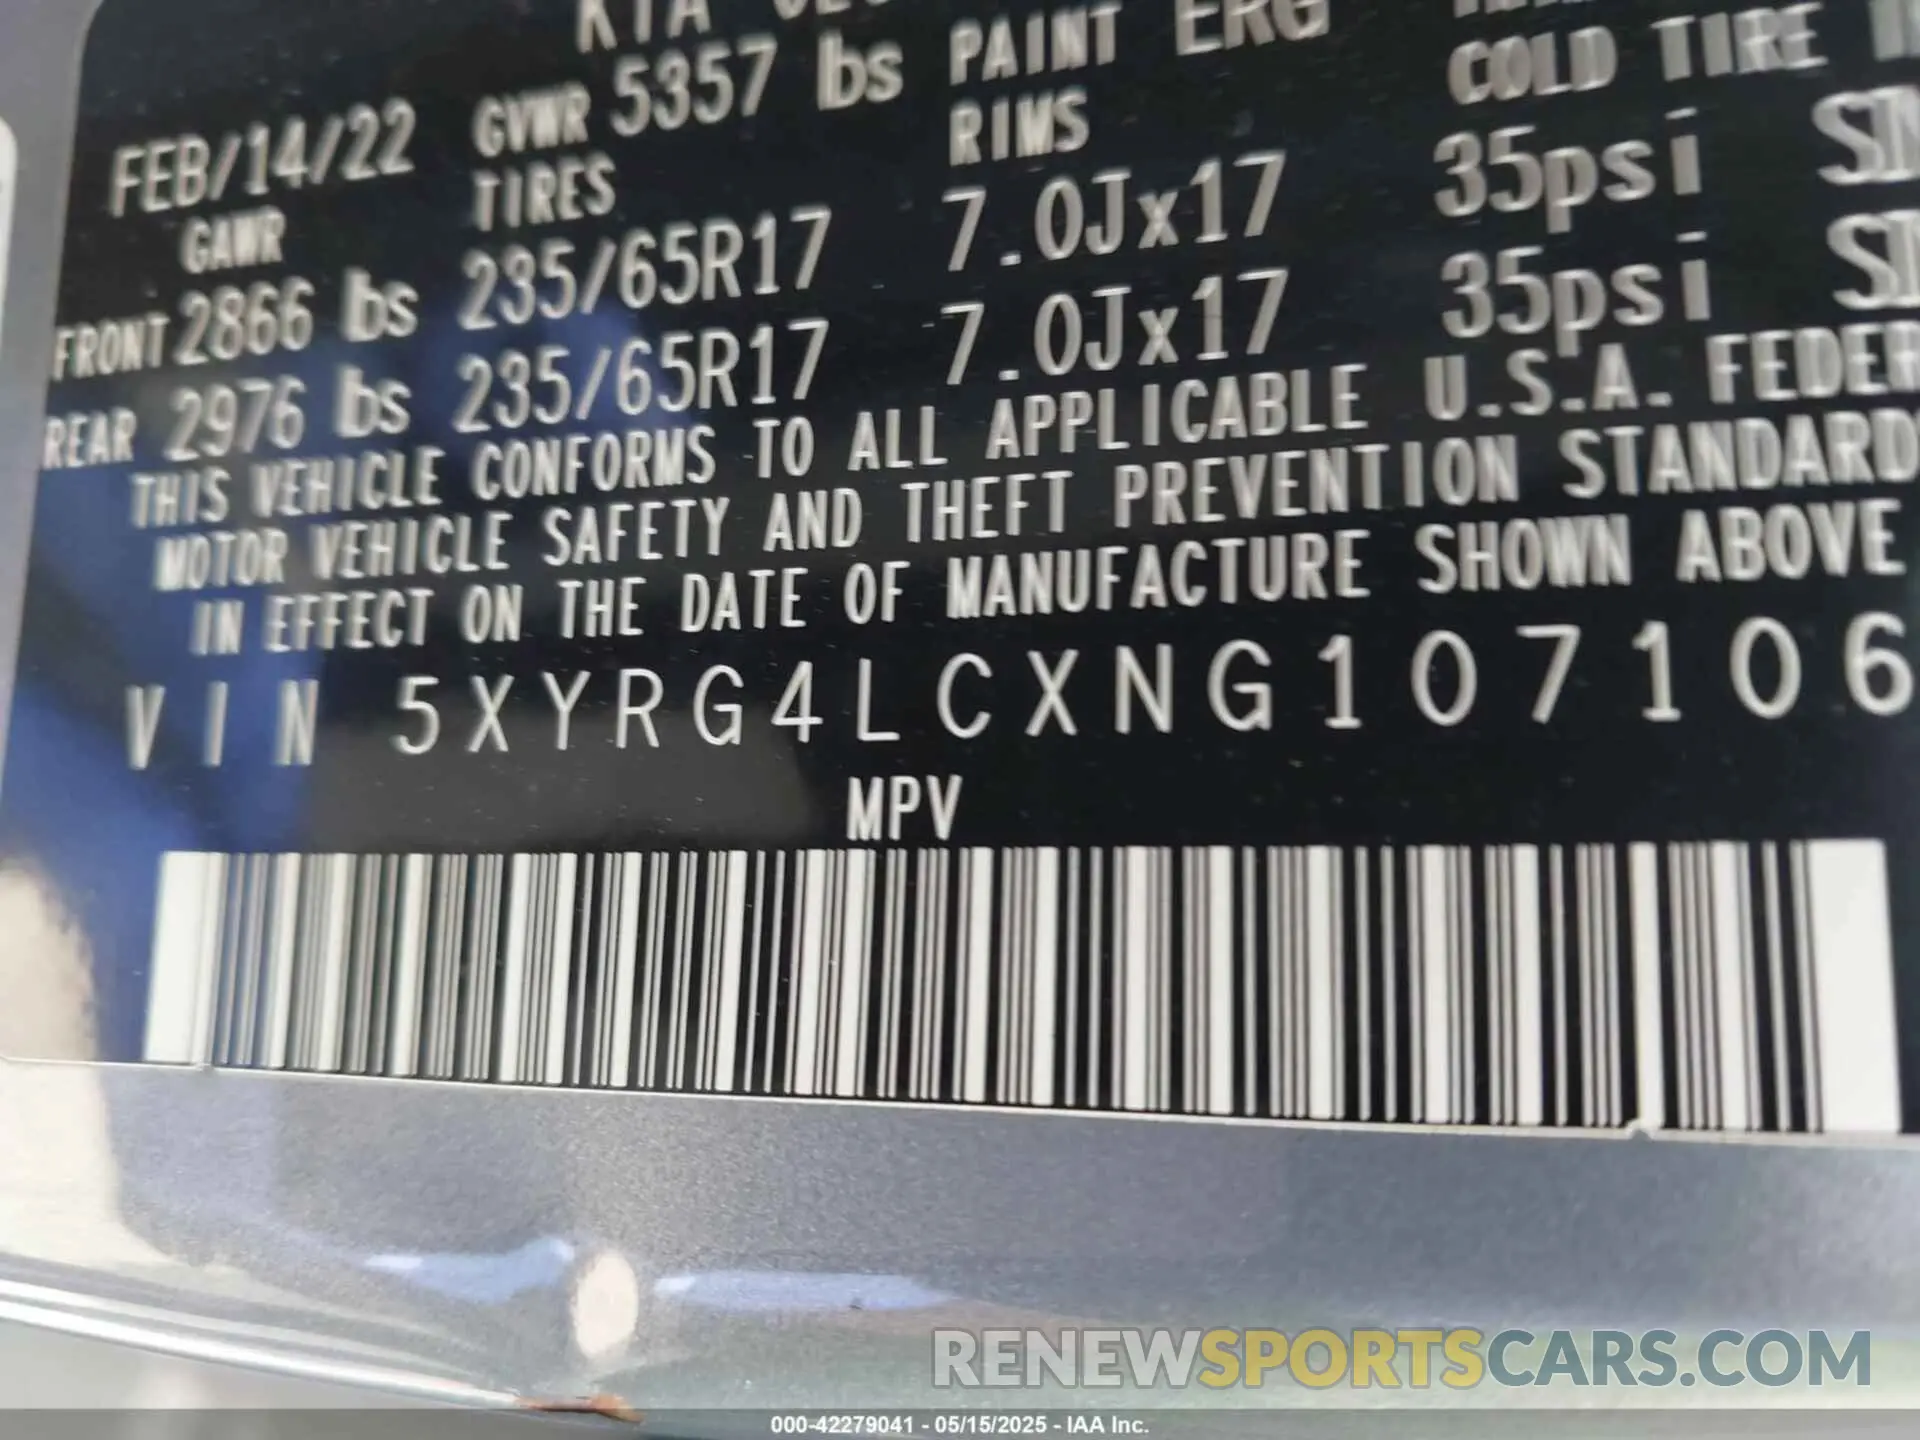 KIA
FEB/14/22 GVWR 5357 lbs PAINT ERG
GAWR TIRES RIMS COLD TIRE
FRONT 2866 lbs 235/65R17 7.0Jx17 35psi
REAR 2976 lbs 235/65R17 7.0Jx17 35psi
THIS VEHICLE CONFORMS TO ALL APPLICABLE U.S.A. FEDER
MOTOR VEHICLE SAFETY AND THEFT PREVENTION STANDARD
IN EFFECT ON THE DATE OF MANUFACTURE SHOWN ABOVE
VIN 5XYRG4LCXNG107106
MPV
RENEWSPORTSCARS.COM
000-42279041 - 05/15/2025 - IAA Inc.